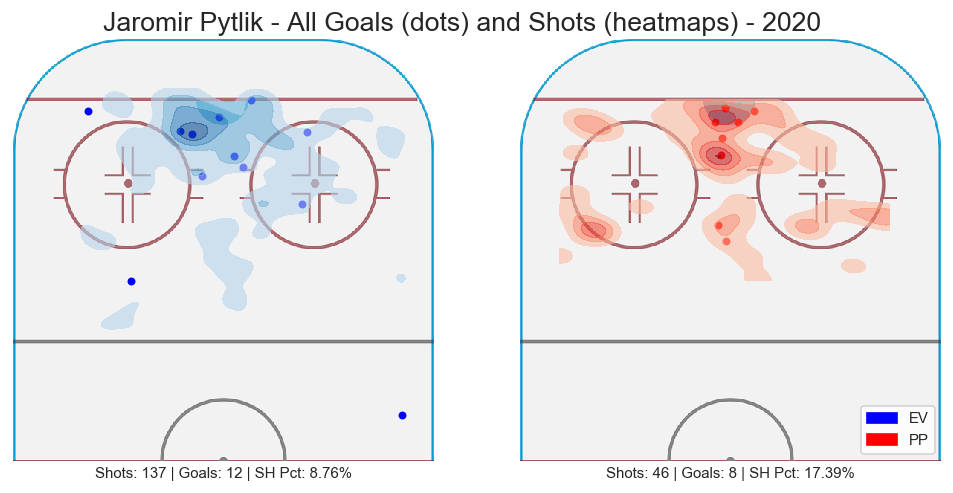 Jaromir Pytlik - All Goals (dots) and Shots (heatmaps) - 2020
EV
PP
Shots: 137 | Goals: 12 | SH Pct: 8.76%
Shots: 46 | Goals: 8 | SH Pct: 17.39%